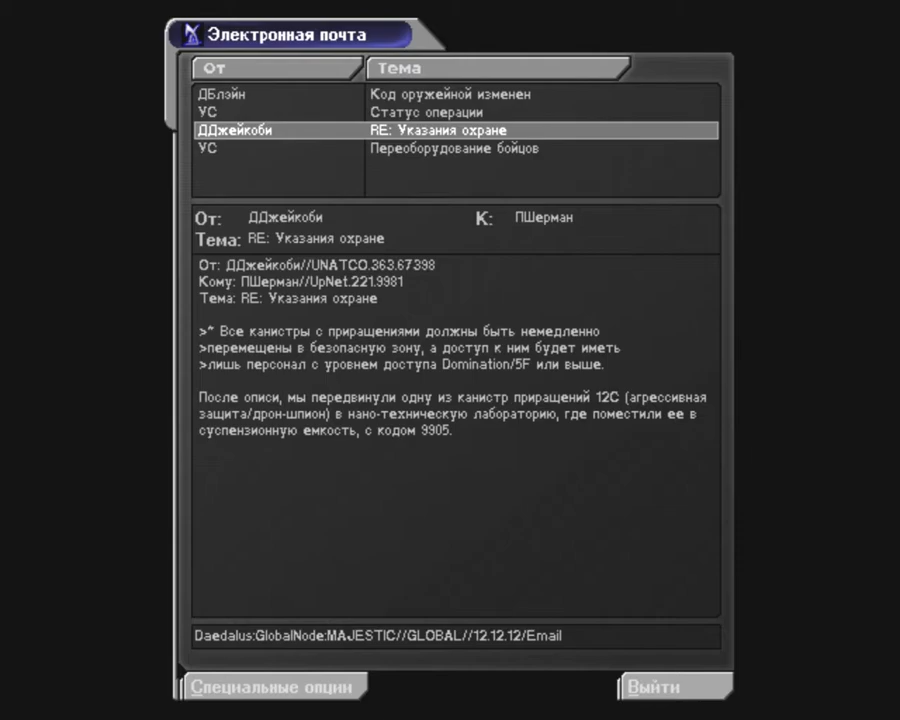 Электронная почта
От Тема
ДБлэйн Код оружейной изменен
УС Статус операции
ДДжейкоби RE: Указания охране
УС Переоборудование бойцов
От: ДДжейкоби К: ПШерман
Тема: RE: Указания охране
От: ДДжейкоби//UNATCO.363.67398
Кому: ПШерман//UpNet.221.9981
Тема: RE: Указания охране
>* Все канистры с приращениями должны быть немедленно
>перемещены в безопасную зону, а доступ к ним будет иметь
>лишь персонал с уровнем доступа Domination/5F или выше.
После описи, мы передвинули одну из канистр приращений 12С (агрессивная
защита/дрон-шпион) в нано-техническую лабораторию, где поместили ее в
суспензионную емкость, с кодом 9905.
Daedalus:GlobalNode:MAJESTIC//GLOBAL//12.12.12/Email
Специальные опции Выйти